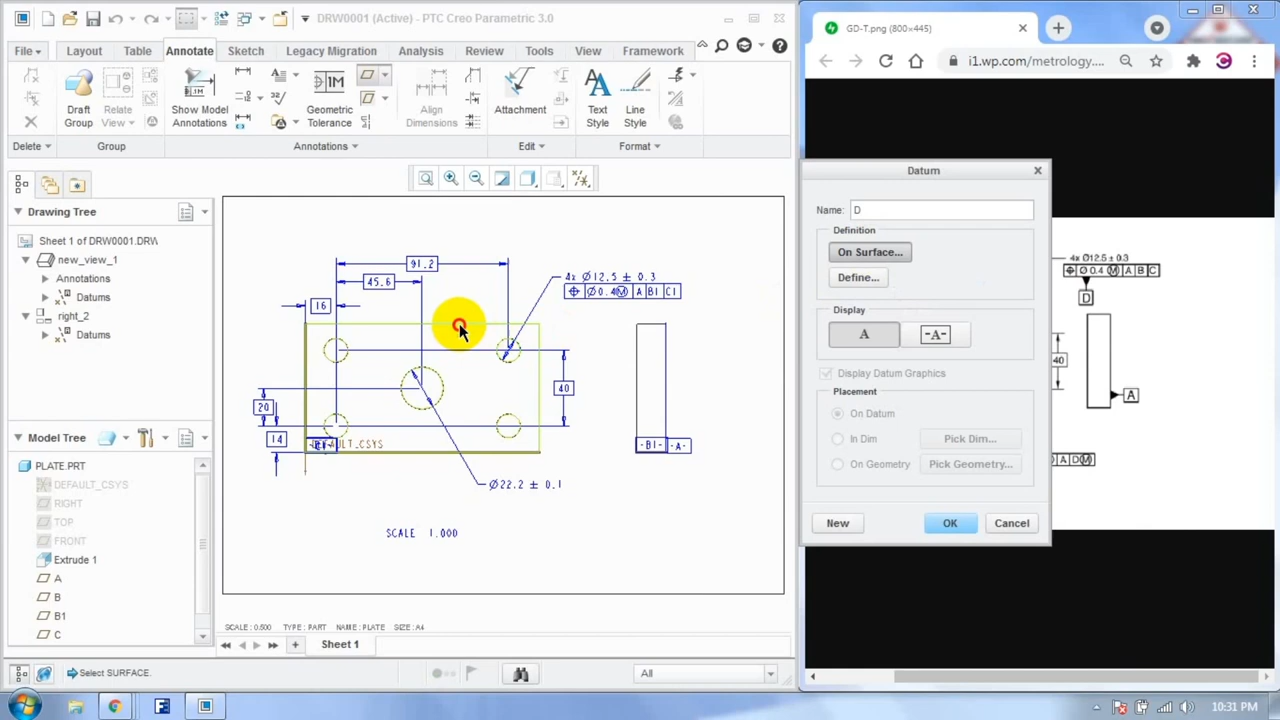 DRW0001 (Active) - PTC Creo Parametric 3.0
File
Layout
Table
Annotate
Sketch
Legacy Migration
Analysis
Review
Tools
View
Framework
Draft Group
Relate View
Show Model Annotations
Geometric Tolerance
Align Dimensions
Attachment
Text Style
Line Style
Delete
Group
Annotations
Edit
Format
Drawing Tree
Sheet 1 of DRW0001.DRW
new_view_1
Annotations
Datums
right_2
Datums
Model Tree
PLATE.PRT
DEFAULT_CSYS
RIGHT
TOP
FRONT
Extrude 1
A
B
B1
C
91.2
45.6
16
4x Ø12.5 ± 0.3
⌖ Ø0.4Ⓜ A B1 C1
40
20
14
Ø22.2 ± 0.1
-B1- -A-
SCALE 1.000
SCALE : 0.500 TYPE : PART NAME : PLATE SIZE : A4
Sheet 1
Select SURFACE.
All
GD-T.png (800×445)
i1.wp.com/metrology....
Datum
Name: D
Definition
On Surface...
Define...
Display
A
-A-
Display Datum Graphics
Placement
On Datum
In Dim
Pick Dim...
On Geometry
Pick Geometry...
New
OK
Cancel
4x Ø12.5 ± 0.3
⌖ Ø 0.4 Ⓜ A B C
D
40
A
A DⓂ
10:31 PM